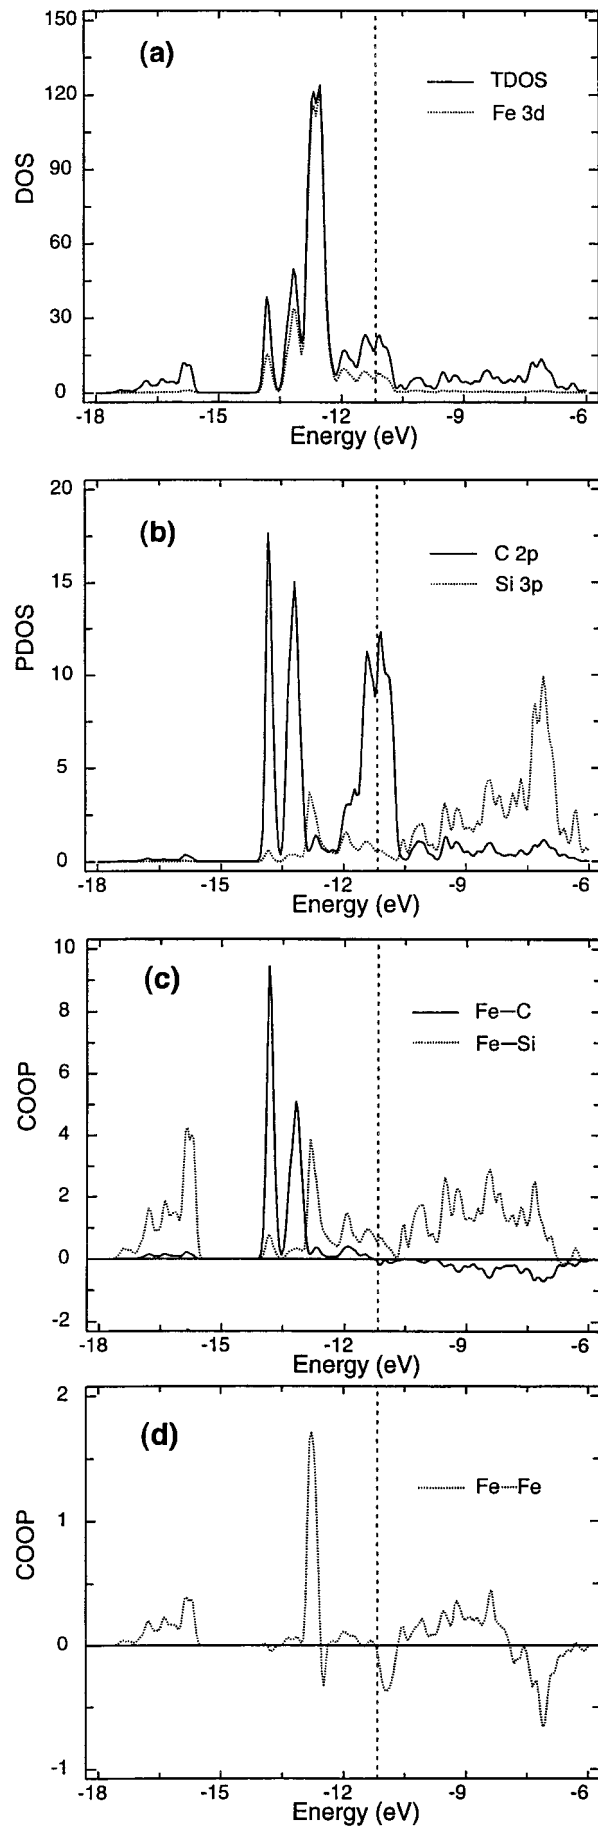 150
(a)
TDOS
120
Fe 3d
90
DOS
60
30
0
-18 -15 -12 -9 -6
Energy (eV)
20
(b)
C 2p
15
Si 3p
PDOS
10
5
0
-18 -15 -12 -9 -6
Energy (eV)
10
(c)
8
Fe—C
Fe—Si
6
COOP
4
2
0
-2
-18 -15 -12 -9 -6
Energy (eV)
2
(d)
Fe····Fe
1
COOP
0
-1
-18 -15 -12 -9 -6
Energy (eV)